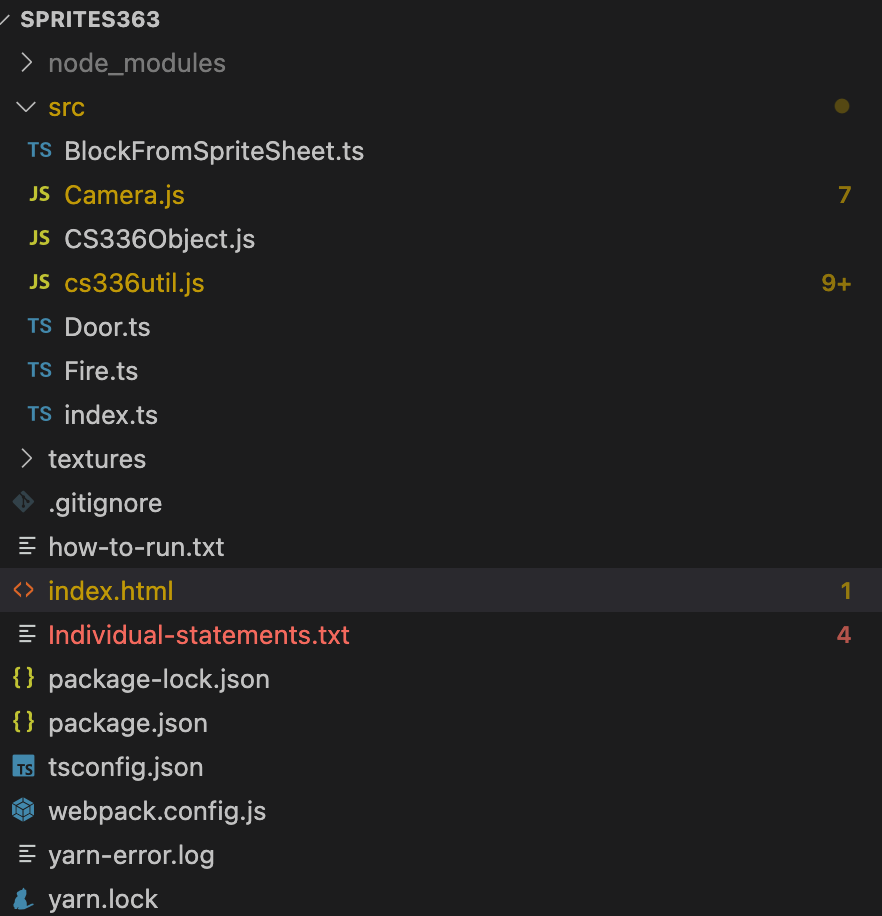 SPRITES363
node_modules
src
TS BlockFromSpriteSheet.ts
JS Camera.js 7
JS CS336Object.js
JS cs336util.js 9+
TS Door.ts
TS Fire.ts
TS index.ts
textures
.gitignore
how-to-run.txt
<> index.html 1
Individual-statements.txt 4
{} package-lock.json
{} package.json
TS tsconfig.json
webpack.config.js
yarn-error.log
yarn.lock